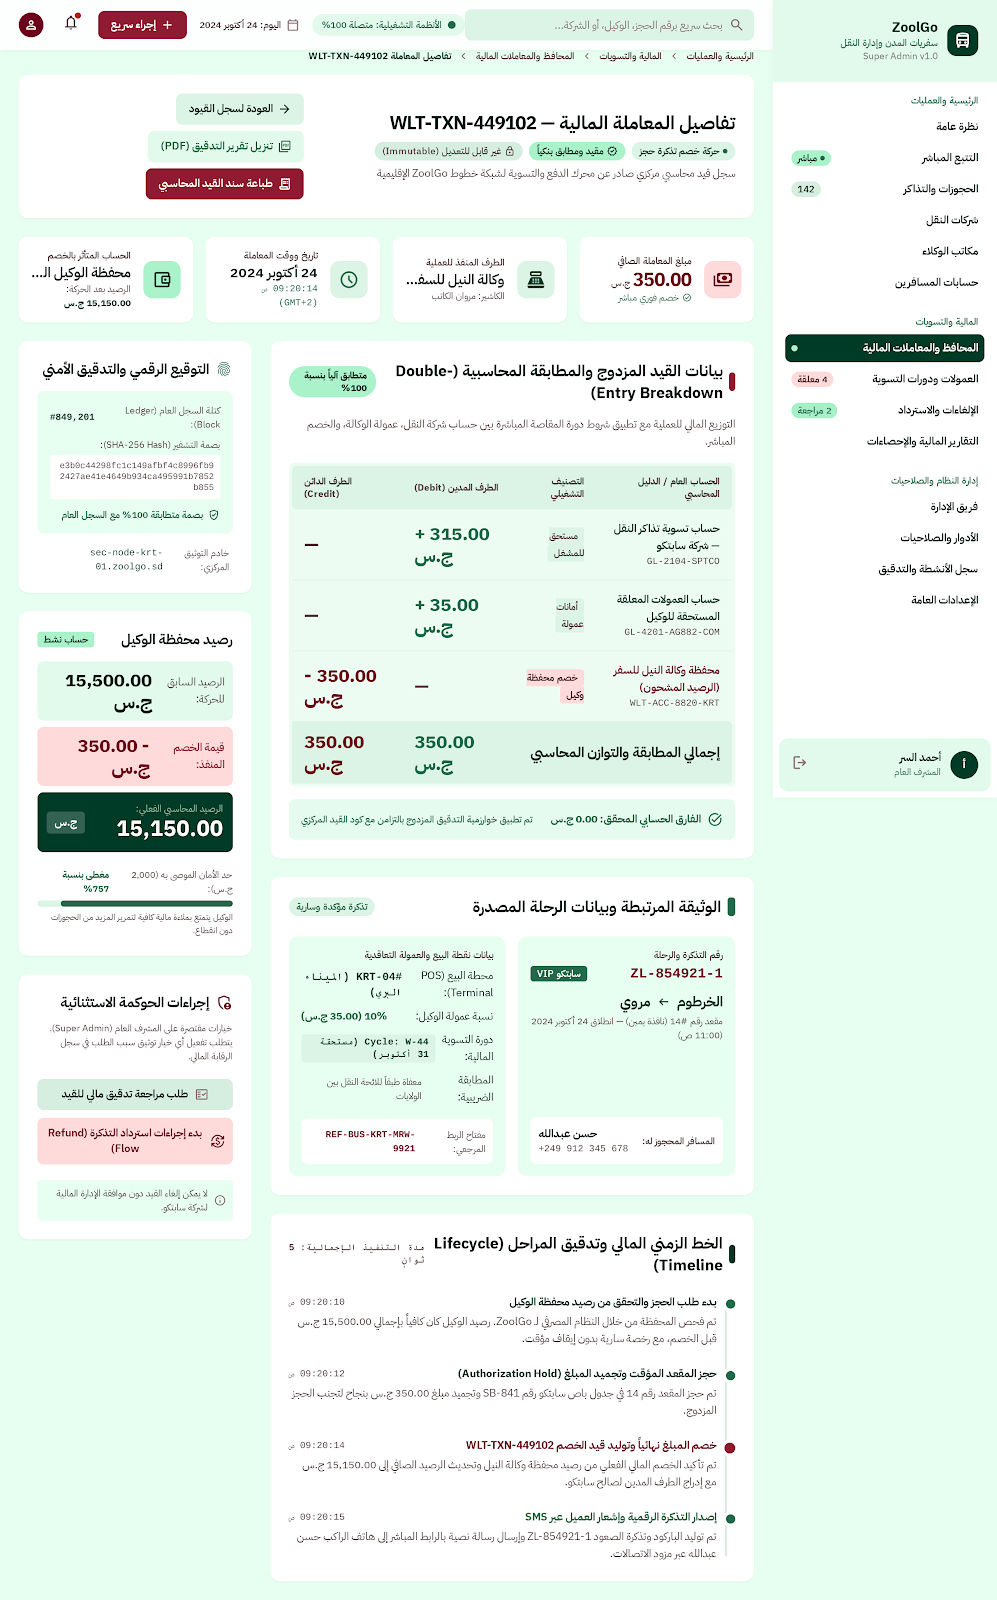 ZoolGo
سفريات المدن وإدارة النقل
Super Admin v1.0
بحث سريع برقم الحجز، الوكيل، أو الشركة...
الأنظمة التشغيلية: متصلة 100%
اليوم: 24 أكتوبر 2024
إجراء سريع
الرئيسية والعمليات
نظرة عامة
التتبع المباشر
مباشر
الحجوزات والتذاكر
142
شركات النقل
مكاتب الوكلاء
حسابات المسافرين
المالية والتسويات
المحافظ والمعاملات المالية
العمولات ودورات التسوية
4 معلقة
الإلغاءات والاسترداد
2 مراجعة
التقارير المالية والإحصاءات
إدارة النظام والصلاحيات
فريق الإدارة
الأدوار والصلاحيات
سجل الأنشطة والتدقيق
الإعدادات العامة
أ
أحمد السر
المشرف العام
الرئيسية والعمليات
المالية والتسويات
المحافظ والمعاملات المالية
تفاصيل المعاملة WLT-TXN-449102
تفاصيل المعاملة المالية — WLT-TXN-449102
حركة خصم تذكرة حجز
مقيد ومطابق بنكياً
غير قابل للتعديل (Immutable)
سجل قيد محاسبي مركزي صادر عن محرك الدفع والتسوية لشبكة خطوط ZoolGo الإقليمية
العودة لسجل القيود
تنزيل تقرير التدقيق (PDF)
طباعة سند القيد المحاسبي
مبلغ المعاملة الصافي
350.00 ج.س
خصم فوري مباشر
الطرف المنفذ للعملية
وكالة النيل للسفـ...
الكاشير: مروان الكاتب
تاريخ ووقت المعاملة
24 أكتوبر 2024
09:20:14 ص
(GMT+2)
الحساب المتأثر بالخصم
محفظة الوكيل الـ...
الرصيد بعد الحركة:
15,150.00 ج.س
بيانات القيد المزدوج والمطابقة المحاسبية (Double-
Entry Breakdown)
متطابق آلياً بنسبة
100%
التوزيع المالي للعملية مع تطبيق شروط دورة المقاصة المباشرة بين حساب شركة النقل، عمولة الوكالة، والخصم
المباشر.
الحساب العام / الدليل
المحاسبي
التصنيف
التشغيلي
الطرف المدين (Debit)
الطرف الدائن
(Credit)
حساب تسوية تذاكر النقل
— شركة سابتكو
GL-2104-SPTCO
مستحق
للمشغل
+ 315.00
ج.س
—
حساب العمولات المعلقة
المستحقة للوكيل
GL-4201-AG882-COM
أمانات
عمولة
+ 35.00
ج.س
—
محفظة وكالة النيل للسفر
(الرصيد المشحون)
WLT-ACC-8820-KRT
خصم محفظة
وكيل
—
- 350.00
ج.س
إجمالي المطابقة والتوازن المحاسبي
350.00
ج.س
350.00
ج.س
الفارق الحسابي المحقق: 0.00 ج.س
تم تطبيق خوارزمية التدقيق المزدوج بالتزامن مع كود القيد المركزي
الوثيقة المرتبطة وبيانات الرحلة المصدرة
تذكرة مؤكدة وسارية
رقم التذكرة والرحلة
ZL-854921-1
سابتكو VIP
الخرطوم ← مروي
مقعد رقم #14 (نافذة يمين) — انطلاق 24 أكتوبر 2024
(11:00 ص)
المسافر المحجوز له:
حسن عبدالله
+249 912 345 678
بيانات نقطة البيع والعمولة التعاقدية
محطة البيع (POS
Terminal):
#KRT-04 (الميناء
البري)
نسبة عمولة الوكيل:
10% (35.00 ج.س)
دورة التسوية
المالية:
Cycle: W-44 (مستحقة
31 أكتوبر)
المطابقة
الضريبية:
معفاة طبقاً للائحة النقل بين
الولايات
مفتاح الربط
المرجعي:
REF-BUS-KRT-MRW-
9921
الخط الزمني المالي وتدقيق المراحل (Lifecycle
Timeline)
مدة التنفيذ الإجمالية: 5
ثوانٍ
بدء طلب الحجز والتحقق من رصيد محفظة الوكيل
09:20:10 ص
تم فحص المحفظة من خلال النظام المصرفي لـ ZoolGo. رصيد الوكيل كان كافياً بإجمالي 15,500.00 ج.س
قبل الخصم، مع رخصة سارية بدون إيقاف مؤقت.
حجز المقعد المؤقت وتجميد المبلغ (Authorization Hold)
09:20:12 ص
تم حجز المقعد رقم 14 في جدول باص سابتكو رقم SB-841 وتجميد مبلغ 350.00 ج.س بنجاح لتجنب الحجز
المزدوج.
خصم المبلغ نهائياً وتوليد قيد الخصم WLT-TXN-449102
09:20:14 ص
تم تأكيد الخصم المالي الفعلي من رصيد محفظة وكالة النيل وتحديث الرصيد الصافي إلى 15,150.00 ج.س
مع إدراج الطرف المدين لصالح سابتكو.
إصدار التذكرة الرقمية وإشعار العميل عبر SMS
09:20:15 ص
تم توليد الباركود وتذكرة الصعود ZL-854921-1 وإرسال رسالة نصية بالرابط المباشر إلى هاتف الراكب حسن
عبدالله عبر مزود الاتصالات.
التوقيع الرقمي والتدقيق الأمني
كتلة السجل العام (Ledger
Block):
#849,201
بصمة التشفير (SHA-256 Hash):
e3b0c44298fc1c149afbf4c8996fb9
2427ae41e4649b934ca495991b7852
b855
بصمة متطابقة 100% مع السجل العام
خادم التوثيق
المركزي:
sec-node-krt-
01.zoolgo.sd
رصيد محفظة الوكيل
حساب نشط
الرصيد السابق
للحركة:
15,500.00
ج.س
قيمة الخصم
المنفذ:
- 350.00
ج.س
الرصيد المحاسبي الفعلي:
15,150.00
ج.س
حد الأمان الموصى به (2,000
ج.س):
مغطى بنسبة
757%
الوكيل يتمتع بملاءة مالية كافية لتمرير المزيد من الحجوزات
دون انقطاع.
إجراءات الحوكمة الاستثنائية
خيارات مقتصرة على المشرف العام (Super Admin).
يتطلب تفعيل أي خيار توثيق سبب الطلب في سجل
الرقابة المالي.
طلب مراجعة تدقيق مالي للقيد
بدء إجراءات استرداد التذكرة (Refund
Flow)
لا يمكن إلغاء القيد دون موافقة الإدارة المالية
لشركة سابتكو.